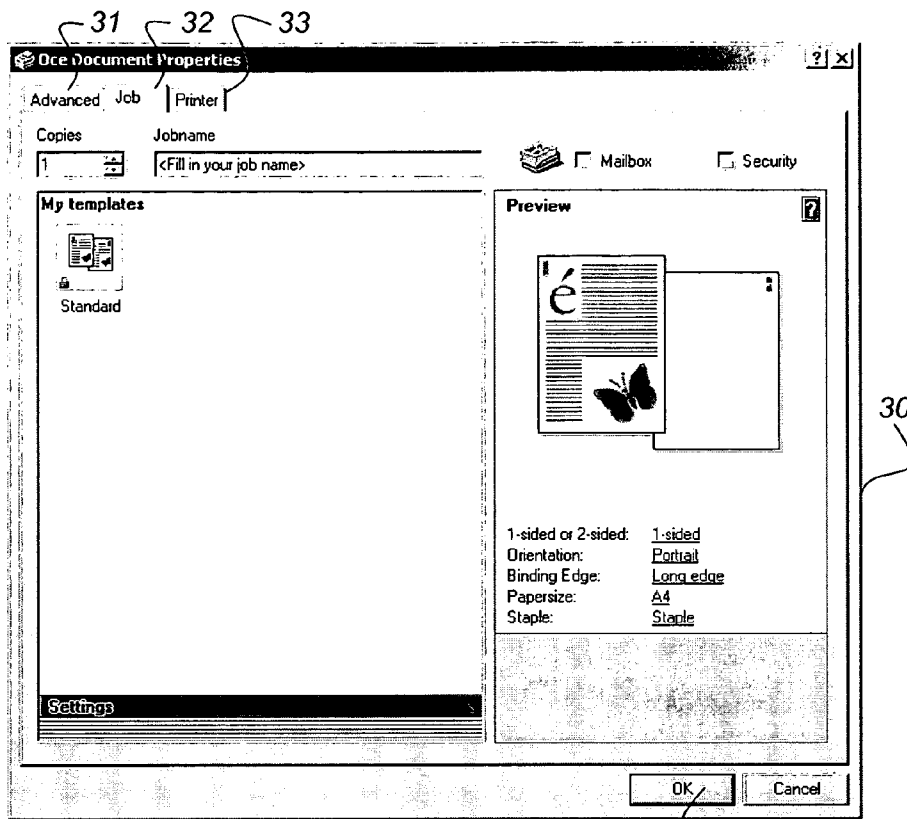 31 32 33
Oce Document Properties ? ×
Advanced Job Printer
Copies Jobname
1 <Fill in your job name> Mailbox Security
My templates
Standard
Preview ?
é
30
1-sided or 2-sided: 1-sided
Orientation: Portrait
Binding Edge: Long edge
Papersize: A4
Staple: Staple
Settings
OK Cancel